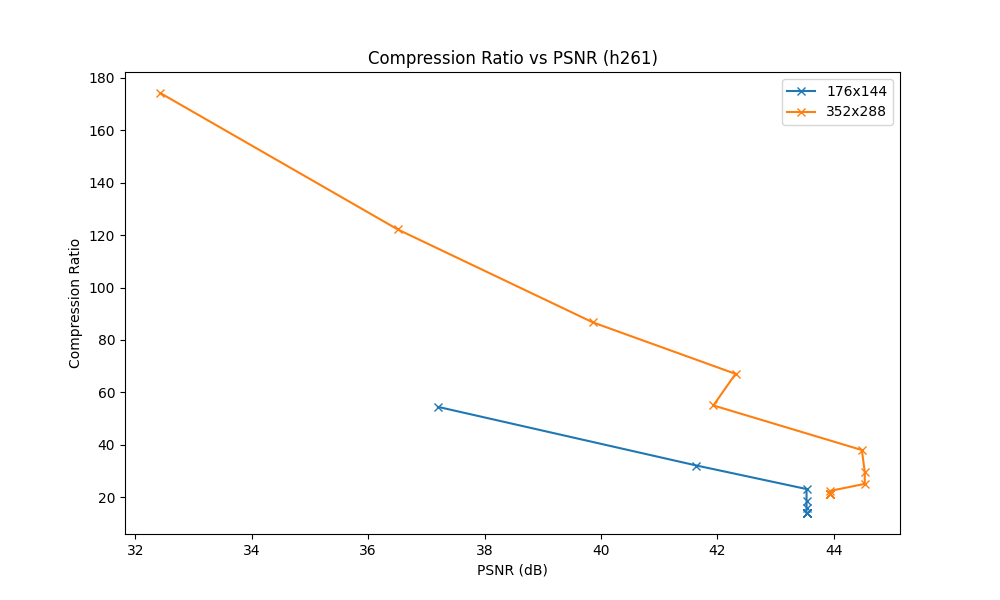 Compression Ratio vs PSNR (h261)
176x144
352x288
Compression Ratio
180
160
140
120
100
80
60
40
20
32 34 36 38 40 42 44
PSNR (dB)